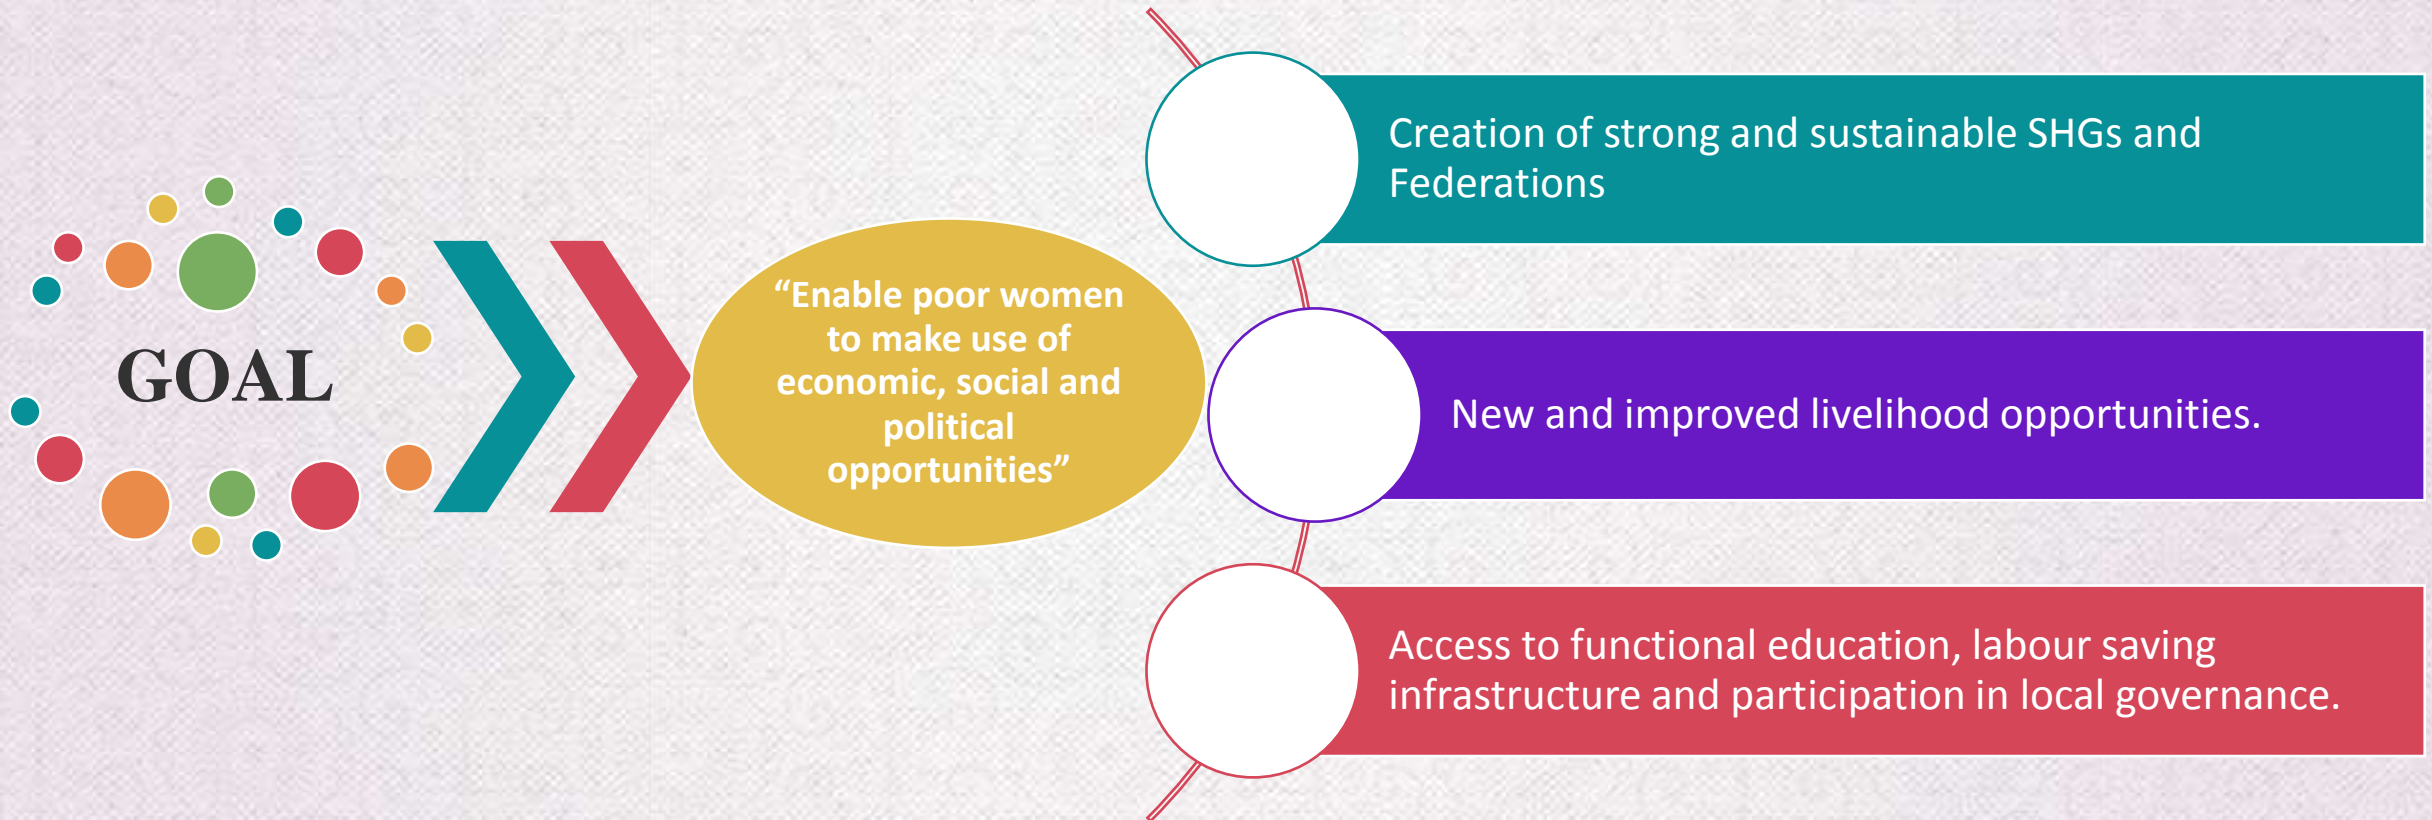 GOAL
“Enable poor women
to make use of
economic, social and
political
opportunities”
Creation of strong and sustainable SHGs and
Federations
New and improved livelihood opportunities.
Access to functional education, labour saving
infrastructure and participation in local governance.